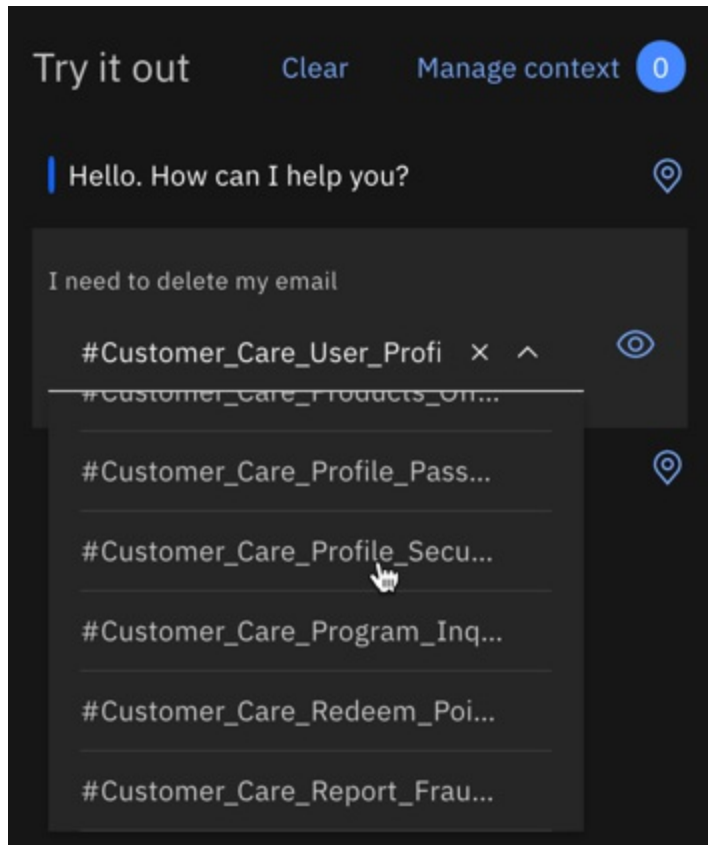 Try it out Clear Manage context 0
Hello. How can I help you?
I need to delete my email
#Customer_Care_User_Profi
#Customer_Care_Products_Off...
#Customer_Care_Profile_Pass...
#Customer_Care_Profile_Secu...
#Customer_Care_Program_Inq...
#Customer_Care_Redeem_Poi...
#Customer_Care_Report_Frau...